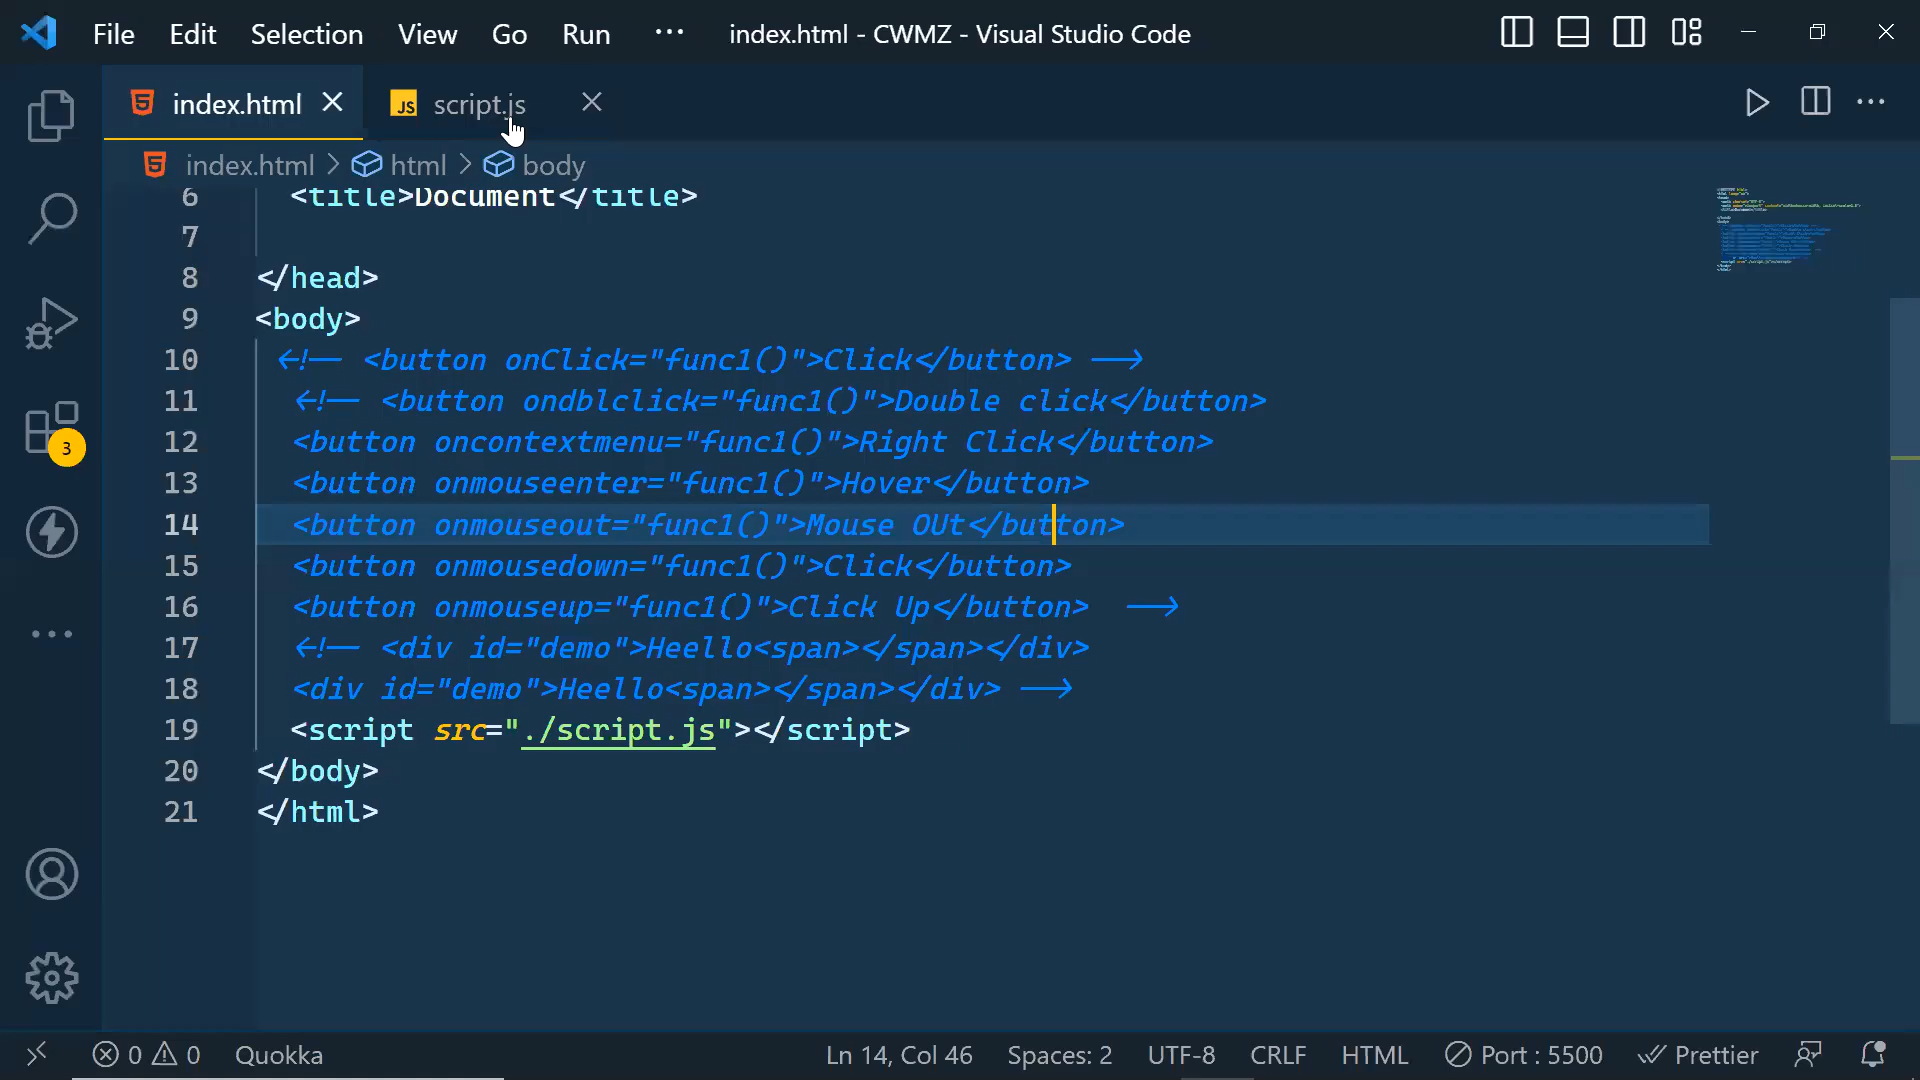 File Edit Selection View Go Run ··· index.html - CWMZ - Visual Studio Code
index.html JS script.js
index.html > html > body
6 <title>Document</title>
7
8 </head>
9 <body>
10 <!-- <button onClick="func1()">Click</button> -->
11 <!-- <button ondblclick="func1()">Double click</button>
12 <button oncontextmenu="func1()">Right Click</button>
13 <button onmouseenter="func1()">Hover</button>
14 <button onmouseout="func1()">Mouse OUt</button>
15 <button onmousedown="func1()">Click</button>
16 <button onmouseup="func1()">Click Up</button> -->
17 <!-- <div id="demo">Heello<span></span></div>
18 <div id="demo">Heello<span></span></div> -->
19 <script src="./script.js"></script>
20 </body>
21 </html>
3
0 0 Quokka Ln 14, Col 46 Spaces: 2 UTF-8 CRLF HTML Port : 5500 Prettier